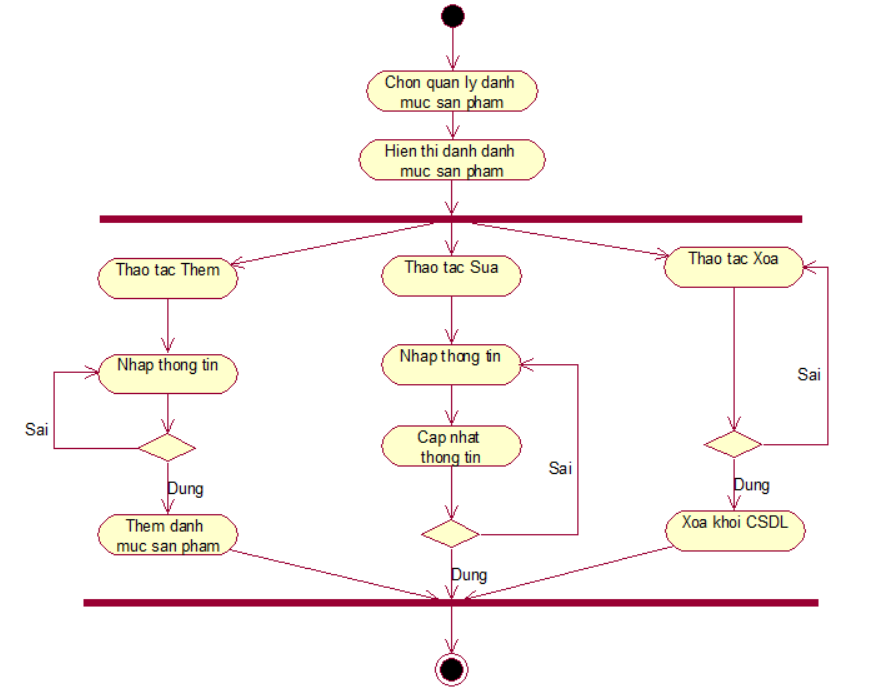 Chon quan ly danh
muc san pham
Hien thi danh danh
muc san pham
Thao tac Them
Thao tac Sua
Thao tac Xoa
Nhap thong tin
Nhap thong tin
Sai
Sai
Cap nhat
thong tin
Sai
Dung
Dung
Them danh
muc san pham
Xoa khoi CSDL
Dung